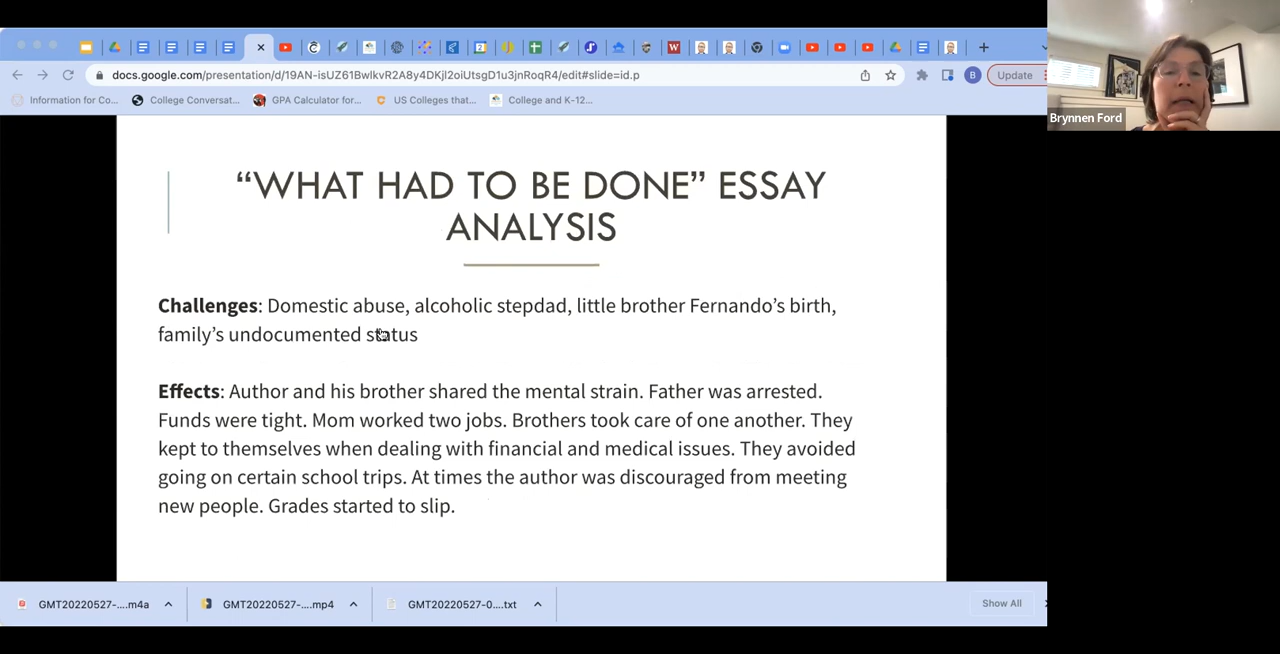 docs.google.com/presentation/d/19AN-isUZ61BwlkvR2A8y4DKjl2oiUtsgD1u3jnRoqR4/edit#slide=id.p
B
Update
Information for Co...
College Conversat...
GPA Calculator for...
US Colleges that...
College and K-12...
Brynnen Ford
“WHAT HAD TO BE DONE” ESSAY
ANALYSIS
Challenges: Domestic abuse, alcoholic stepdad, little brother Fernando’s birth,
family’s undocumented status
Effects: Author and his brother shared the mental strain. Father was arrested.
Funds were tight. Mom worked two jobs. Brothers took care of one another. They
kept to themselves when dealing with financial and medical issues. They avoided
going on certain school trips. At times the author was discouraged from meeting
new people. Grades started to slip.
GMT20220527-....m4a
GMT20220527-....mp4
GMT20220527-0....txt
Show All